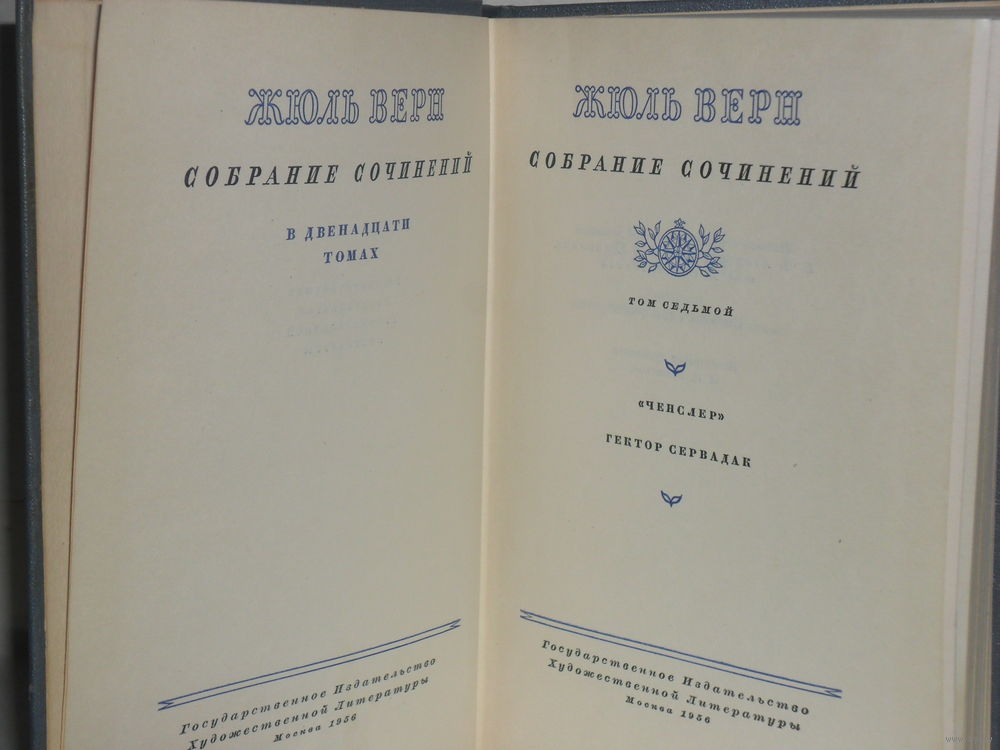 ЖЮЛЬ ВЕРН
СОБРАНИЕ СОЧИНЕНИЙ
В ДВЕНАДЦАТИ
ТОМАХ
Государственное Издательство
Художественной Литературы
Москва 1956
ЖЮЛЬ ВЕРН
СОБРАНИЕ СОЧИНЕНИЙ
ТОМ СЕДЬМОЙ
«ЧЕНСЛЕР»
ГЕКТОР СЕРВАДАК
Государственное Издательство
Художественной Литературы
Москва 1956